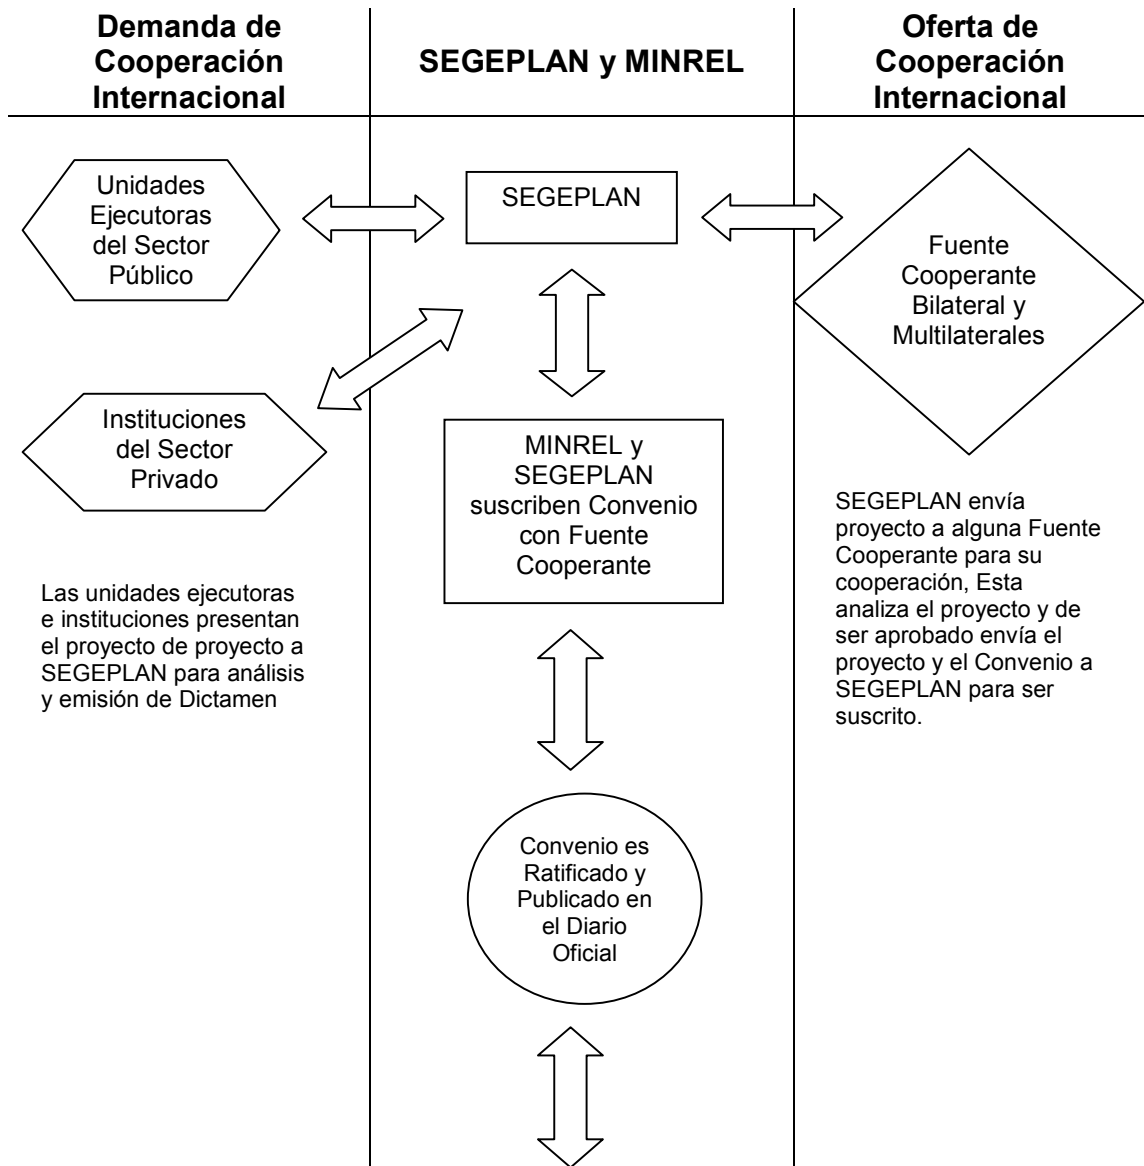 Demanda de
Cooperación
Internacional
SEGEPLAN y MINREL
Oferta de
Cooperación
Internacional
Unidades
Ejecutoras
del Sector
Público
SEGEPLAN
Fuente
Cooperante
Bilateral y
Multilaterales
Instituciones
del Sector
Privado
MINREL y
SEGEPLAN
suscriben Convenio
con Fuente
Cooperante
Las unidades ejecutoras
e instituciones presentan
el proyecto de proyecto a
SEGEPLAN para análisis
y emisión de Dictamen
SEGEPLAN envía
proyecto a alguna Fuente
Cooperante para su
cooperación, Esta
analiza el proyecto y de
ser aprobado envía el
proyecto y el Convenio a
SEGEPLAN para ser
suscrito.
Convenio es
Ratificado y
Publicado en
el Diario
Oficial